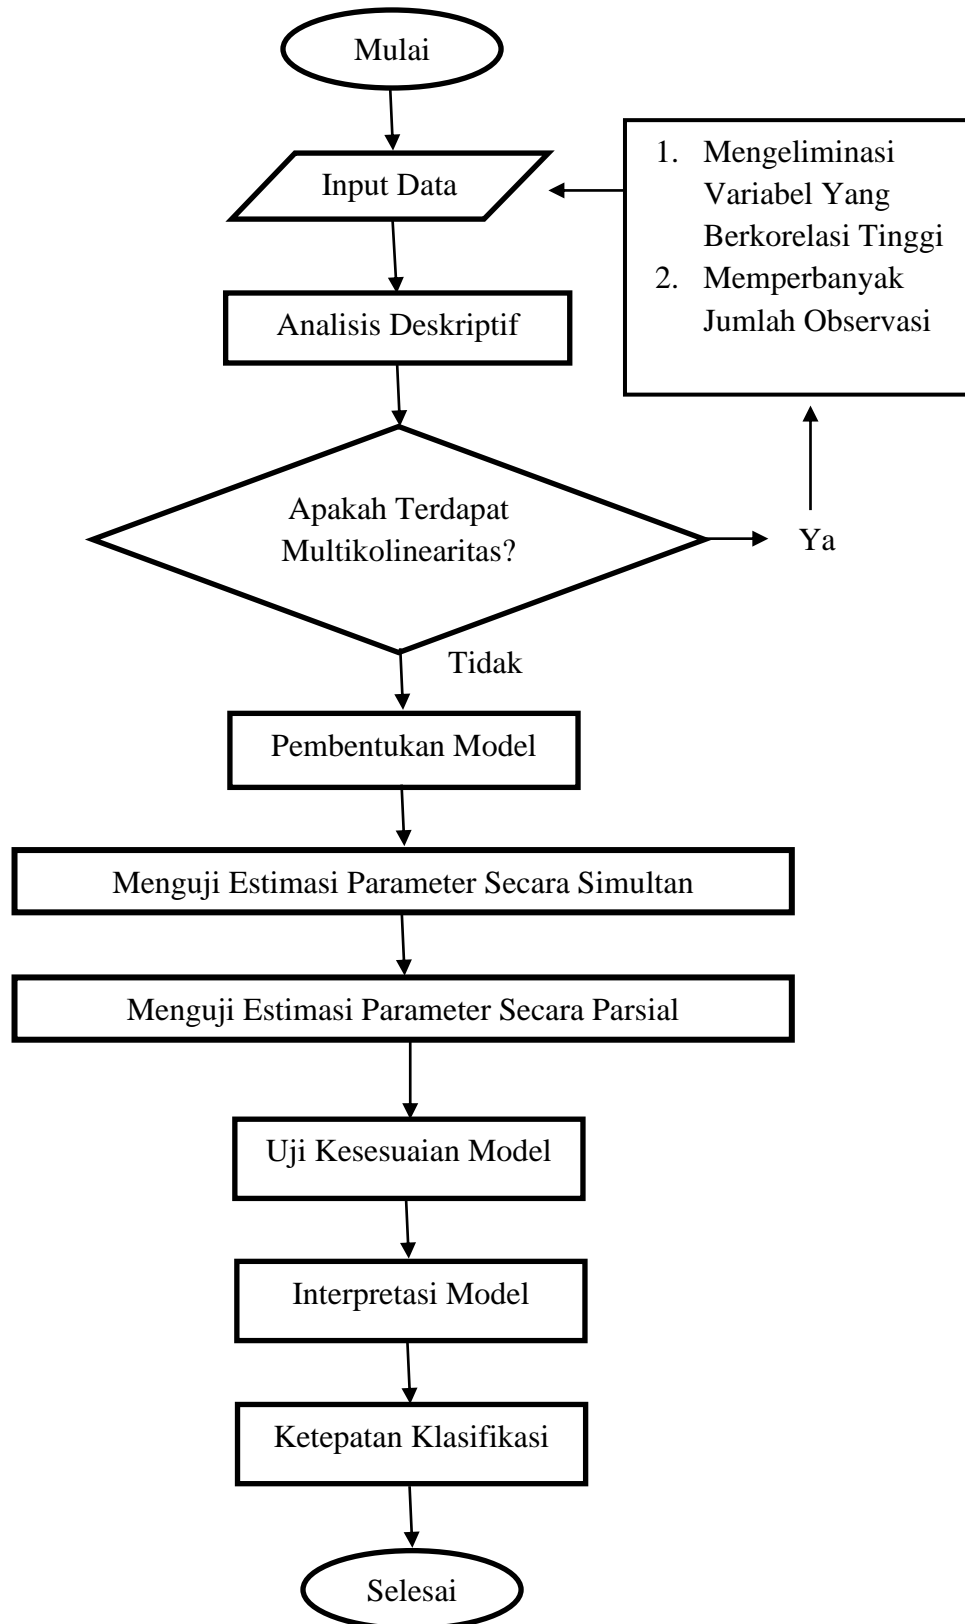 Mulai
Input Data
1. Mengeliminasi
Variabel Yang
Berkorelasi Tinggi
2. Memperbanyak
Jumlah Observasi
Analisis Deskriptif
Apakah Terdapat
Multikolinearitas?
Ya
Tidak
Pembentukan Model
Menguji Estimasi Parameter Secara Simultan
Menguji Estimasi Parameter Secara Parsial
Uji Kesesuaian Model
Interpretasi Model
Ketepatan Klasifikasi
Selesai